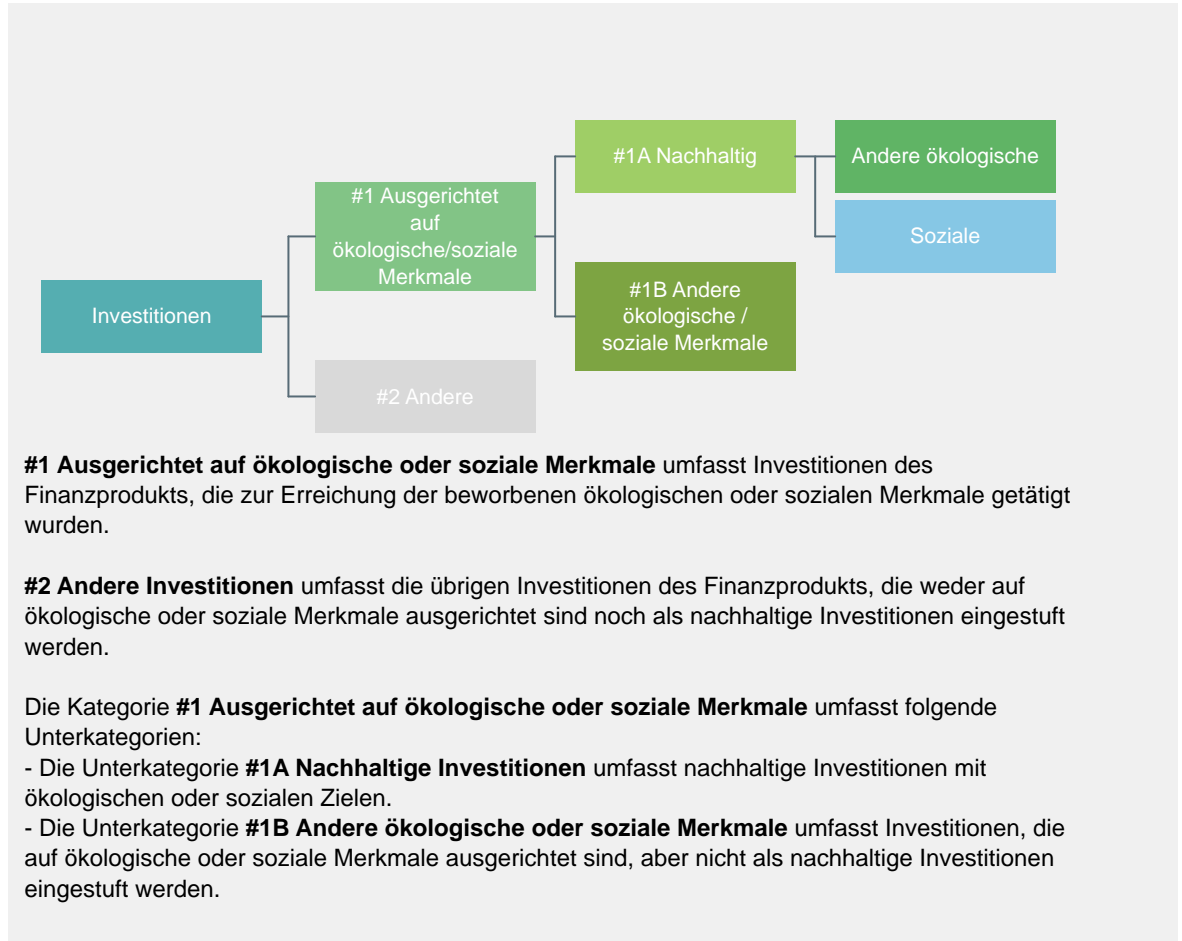 #1A Nachhaltig
Andere ökologische
#1 Ausgerichtet
auf
ökologische/soziale
Merkmale
Soziale
Investitionen
#1B Andere
ökologische /
soziale Merkmale
#2 Andere
#1 Ausgerichtet auf ökologische oder soziale Merkmale umfasst Investitionen des
Finanzprodukts, die zur Erreichung der beworbenen ökologischen oder sozialen Merkmale getätigt
wurden.
#2 Andere Investitionen umfasst die übrigen Investitionen des Finanzprodukts, die weder auf
ökologische oder soziale Merkmale ausgerichtet sind noch als nachhaltige Investitionen eingestuft
werden.
Die Kategorie #1 Ausgerichtet auf ökologische oder soziale Merkmale umfasst folgende
Unterkategorien:
- Die Unterkategorie #1A Nachhaltige Investitionen umfasst nachhaltige Investitionen mit
ökologischen oder sozialen Zielen.
- Die Unterkategorie #1B Andere ökologische oder soziale Merkmale umfasst Investitionen, die
auf ökologische oder soziale Merkmale ausgerichtet sind, aber nicht als nachhaltige Investitionen
eingestuft werden.